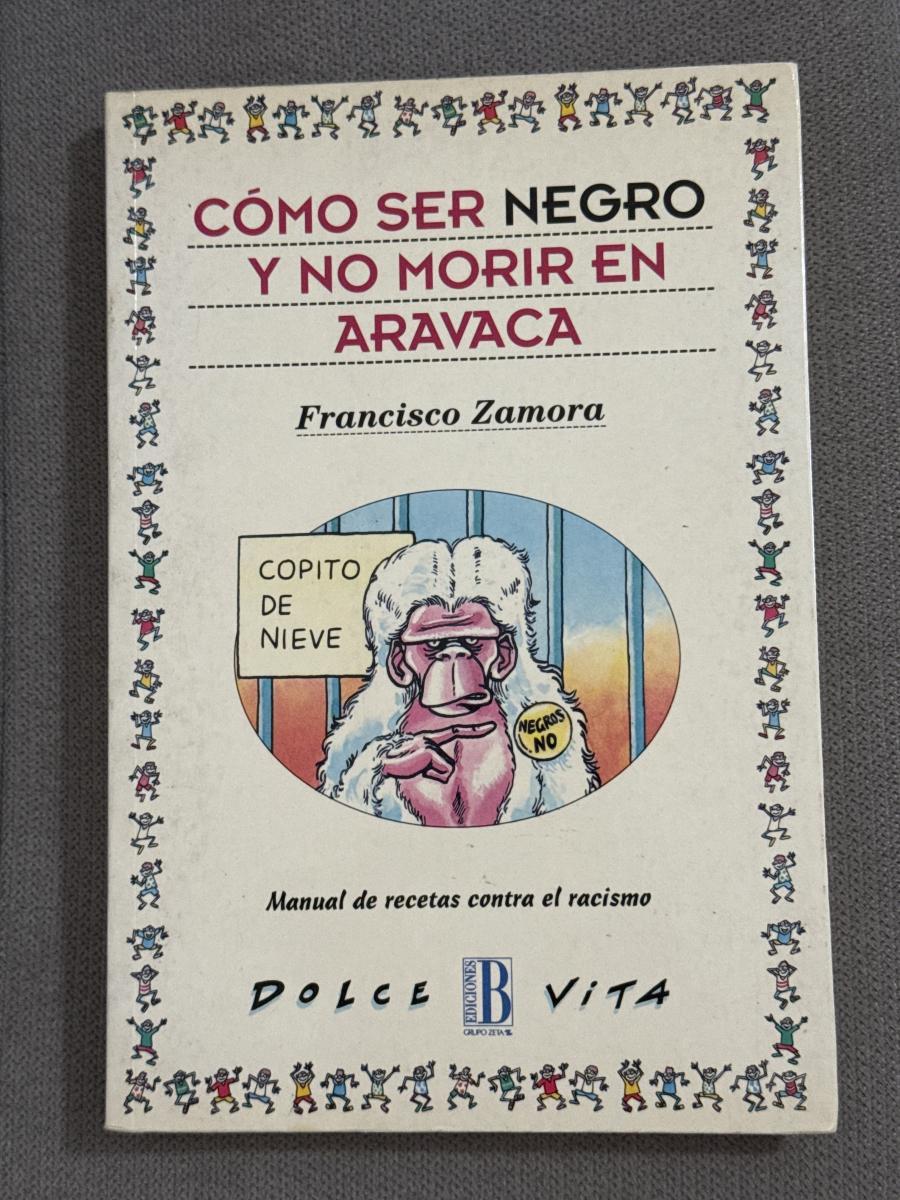 CÓMO SER NEGRO
Y NO MORIR EN
ARAVACA
Francisco Zamora
COPITO
DE
NIEVE
NEGROS
NO
Manual de recetas contra el racismo
DOLCE VITA
EDICIONES
B
GRUPO ZETA